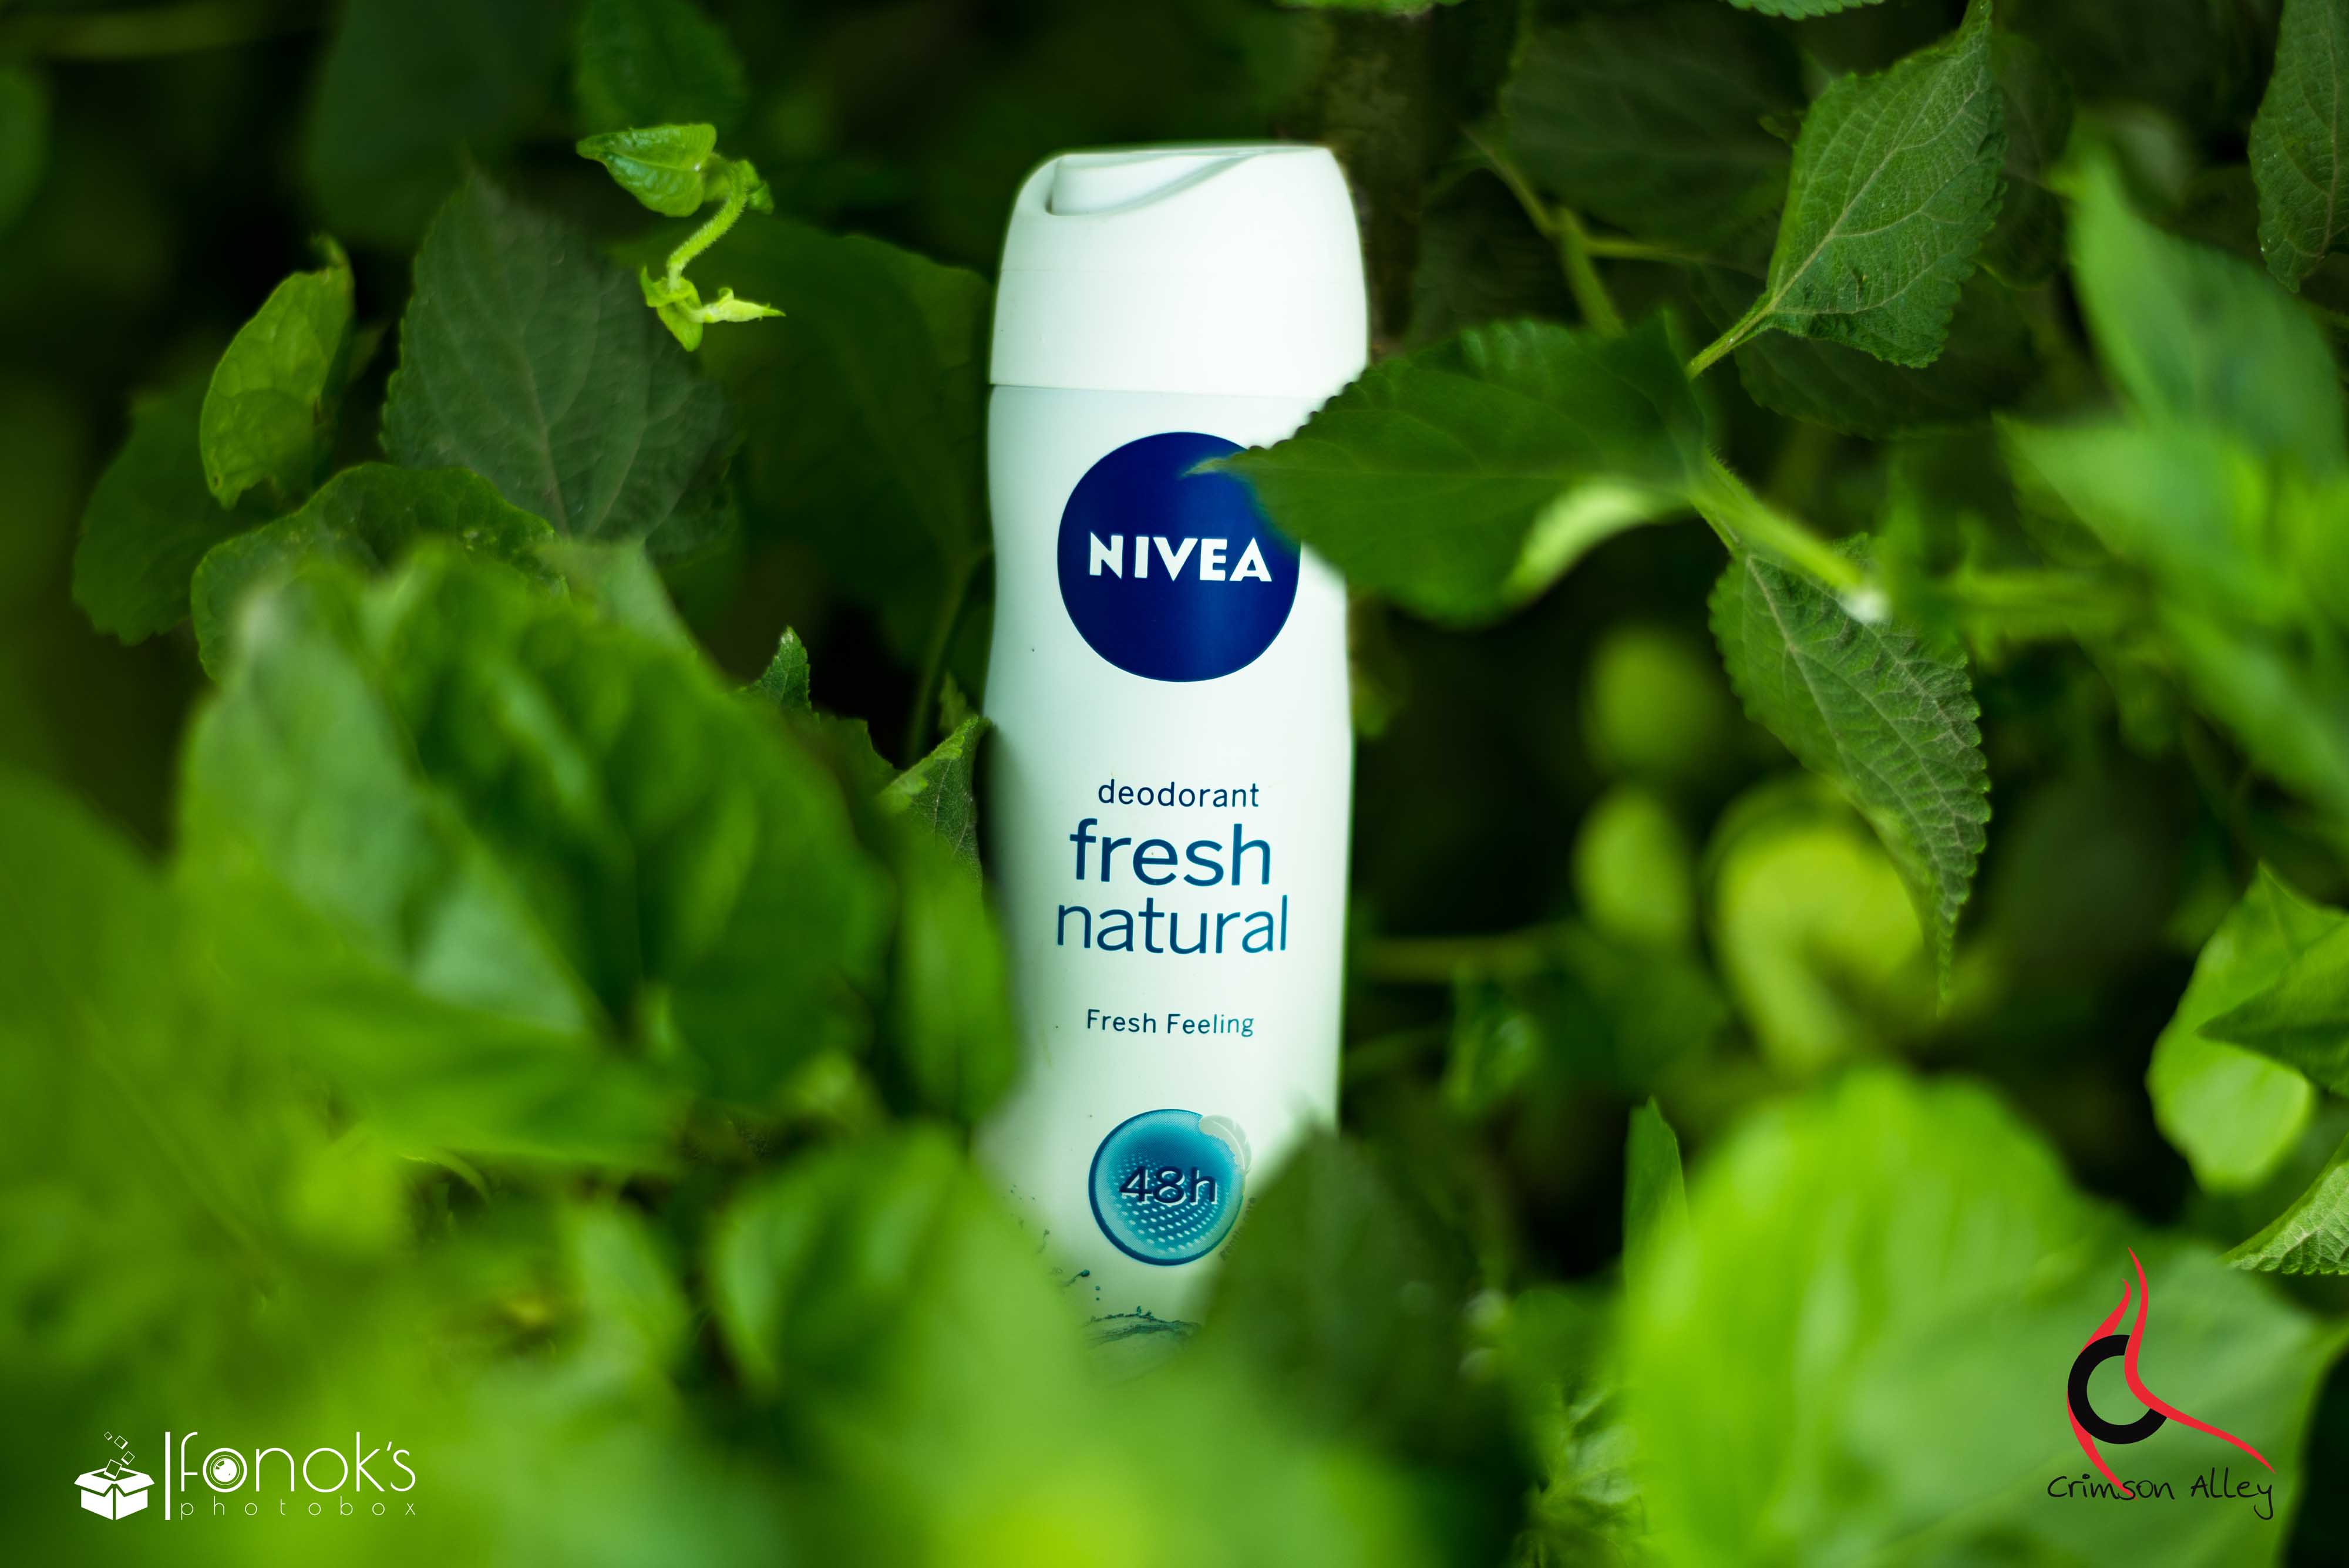 NIVEA
deodorant
fresh
natural
Fresh Feeling
48h
fonok's
photobox
Crimson Alley